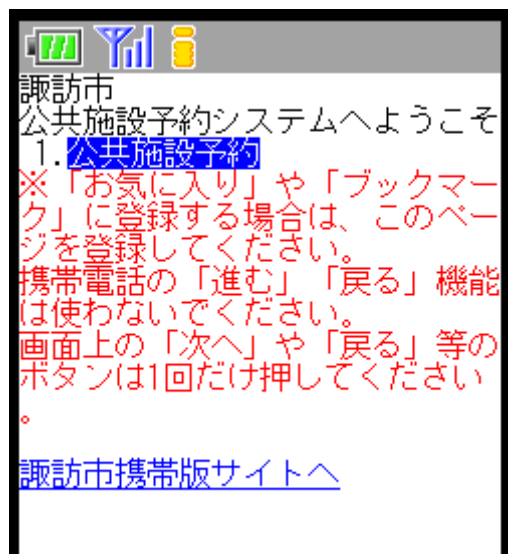 諏訪市
公共施設予約システムへようこそ
1.公共施設予約
※「お気に入り」や「ブックマー
ク」に登録する場合は、このペー
ジを登録してください。
携帯電話の「進む」「戻る」機能
は使わないでください。
画面上の「次へ」や「戻る」等の
ボタンは1回だけ押してください
。
諏訪市携帯版サイトへ